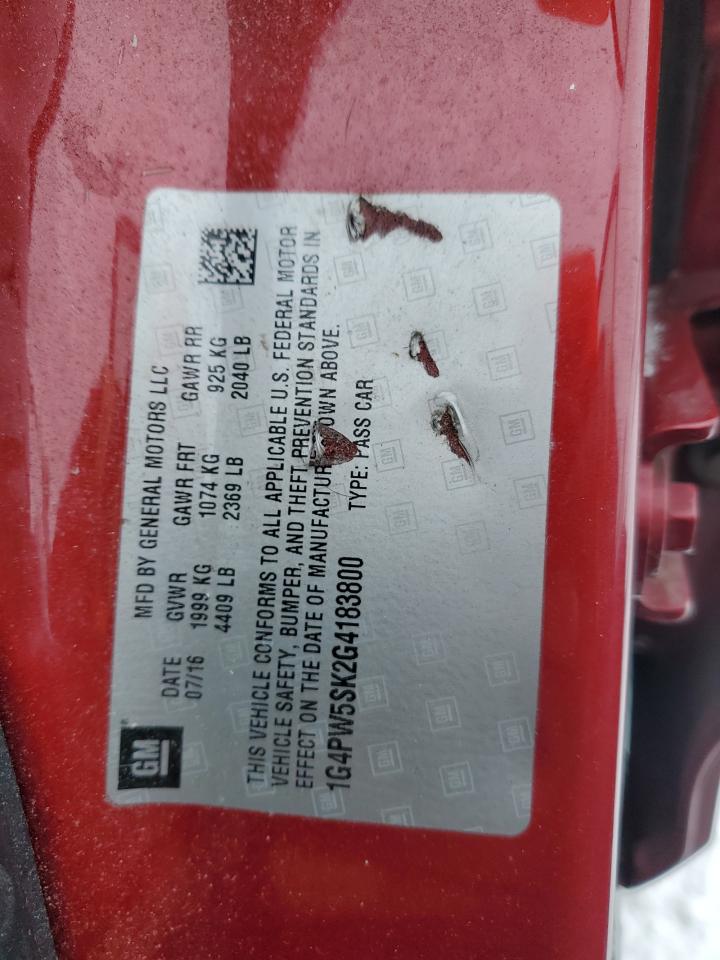 GM
MFD BY GENERAL MOTORS LLC
DATE GVWR GAWR FRT GAWR RR
07/16 1999 KG 1074 KG 925 KG
4409 LB 2369 LB 2040 LB
THIS VEHICLE CONFORMS TO ALL APPLICABLE U.S. FEDERAL MOTOR
VEHICLE SAFETY, BUMPER, AND THEFT PREVENTION STANDARDS IN
EFFECT ON THE DATE OF MANUFACTUR OWN ABOVE.
1G4PW5SK2G4183800 TYPE: PASS CAR